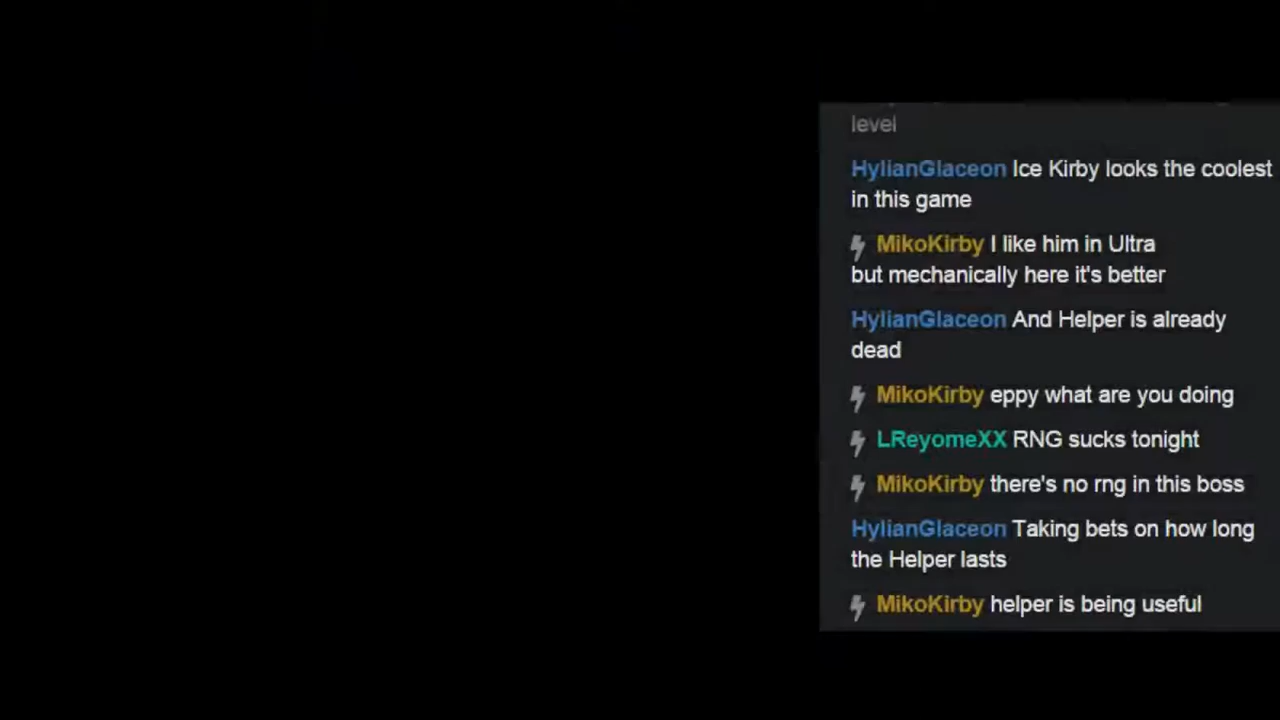 level
HylianGlaceon Ice Kirby looks the coolest
in this game
MikoKirby I like him in Ultra
but mechanically here it's better
HylianGlaceon And Helper is already
dead
MikoKirby eppy what are you doing
LReyomeXX RNG sucks tonight
MikoKirby there's no rng in this boss
HylianGlaceon Taking bets on how long
the Helper lasts
MikoKirby helper is being useful